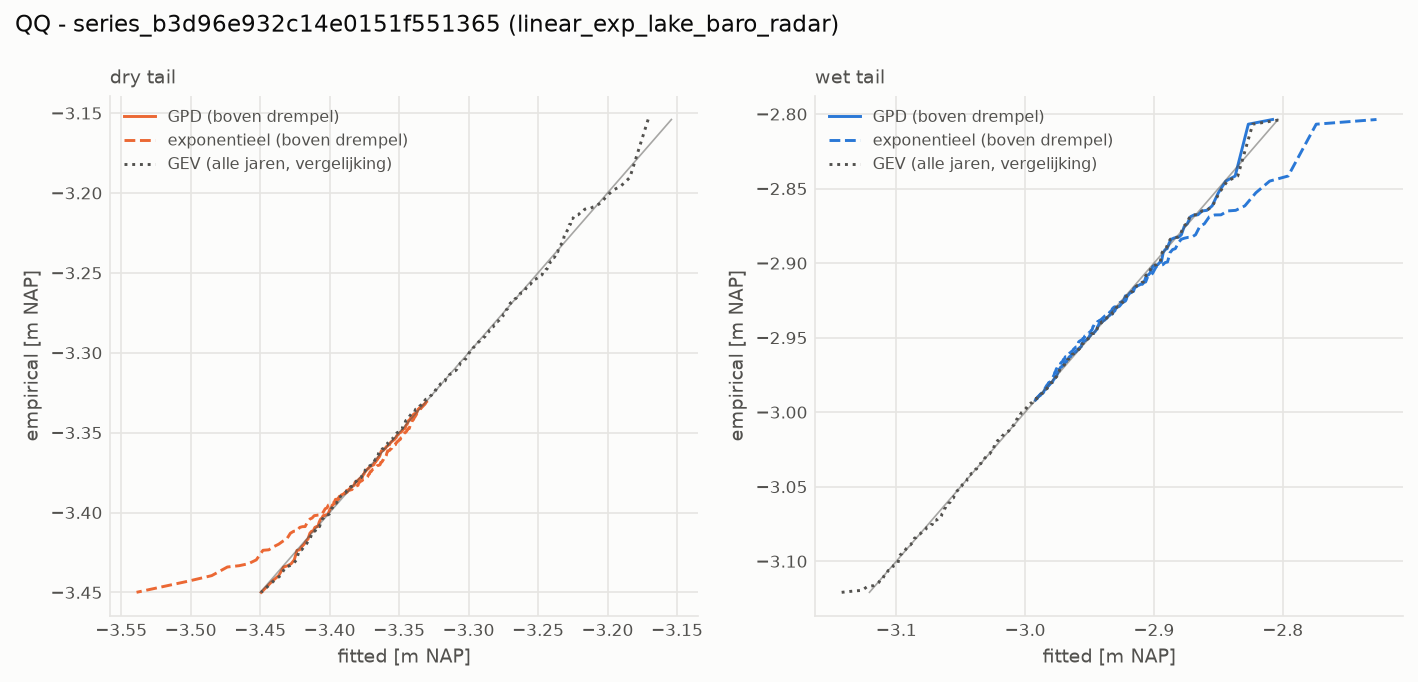 QQ - series_b3d96e932c14e0151f551365 (linear_exp_lake_baro_radar)
dry tail
GPD (boven drempel)
exponentieel (boven drempel)
GEV (alle jaren, vergelijking)
empirical [m NAP]
−3.15
−3.20
−3.25
−3.30
−3.35
−3.40
−3.45
−3.55
−3.50
−3.45
−3.40
−3.35
−3.30
−3.25
−3.20
−3.15
fitted [m NAP]
wet tail
GPD (boven drempel)
exponentieel (boven drempel)
GEV (alle jaren, vergelijking)
empirical [m NAP]
−2.80
−2.85
−2.90
−2.95
−3.00
−3.05
−3.10
−3.1
−3.0
−2.9
−2.8
fitted [m NAP]